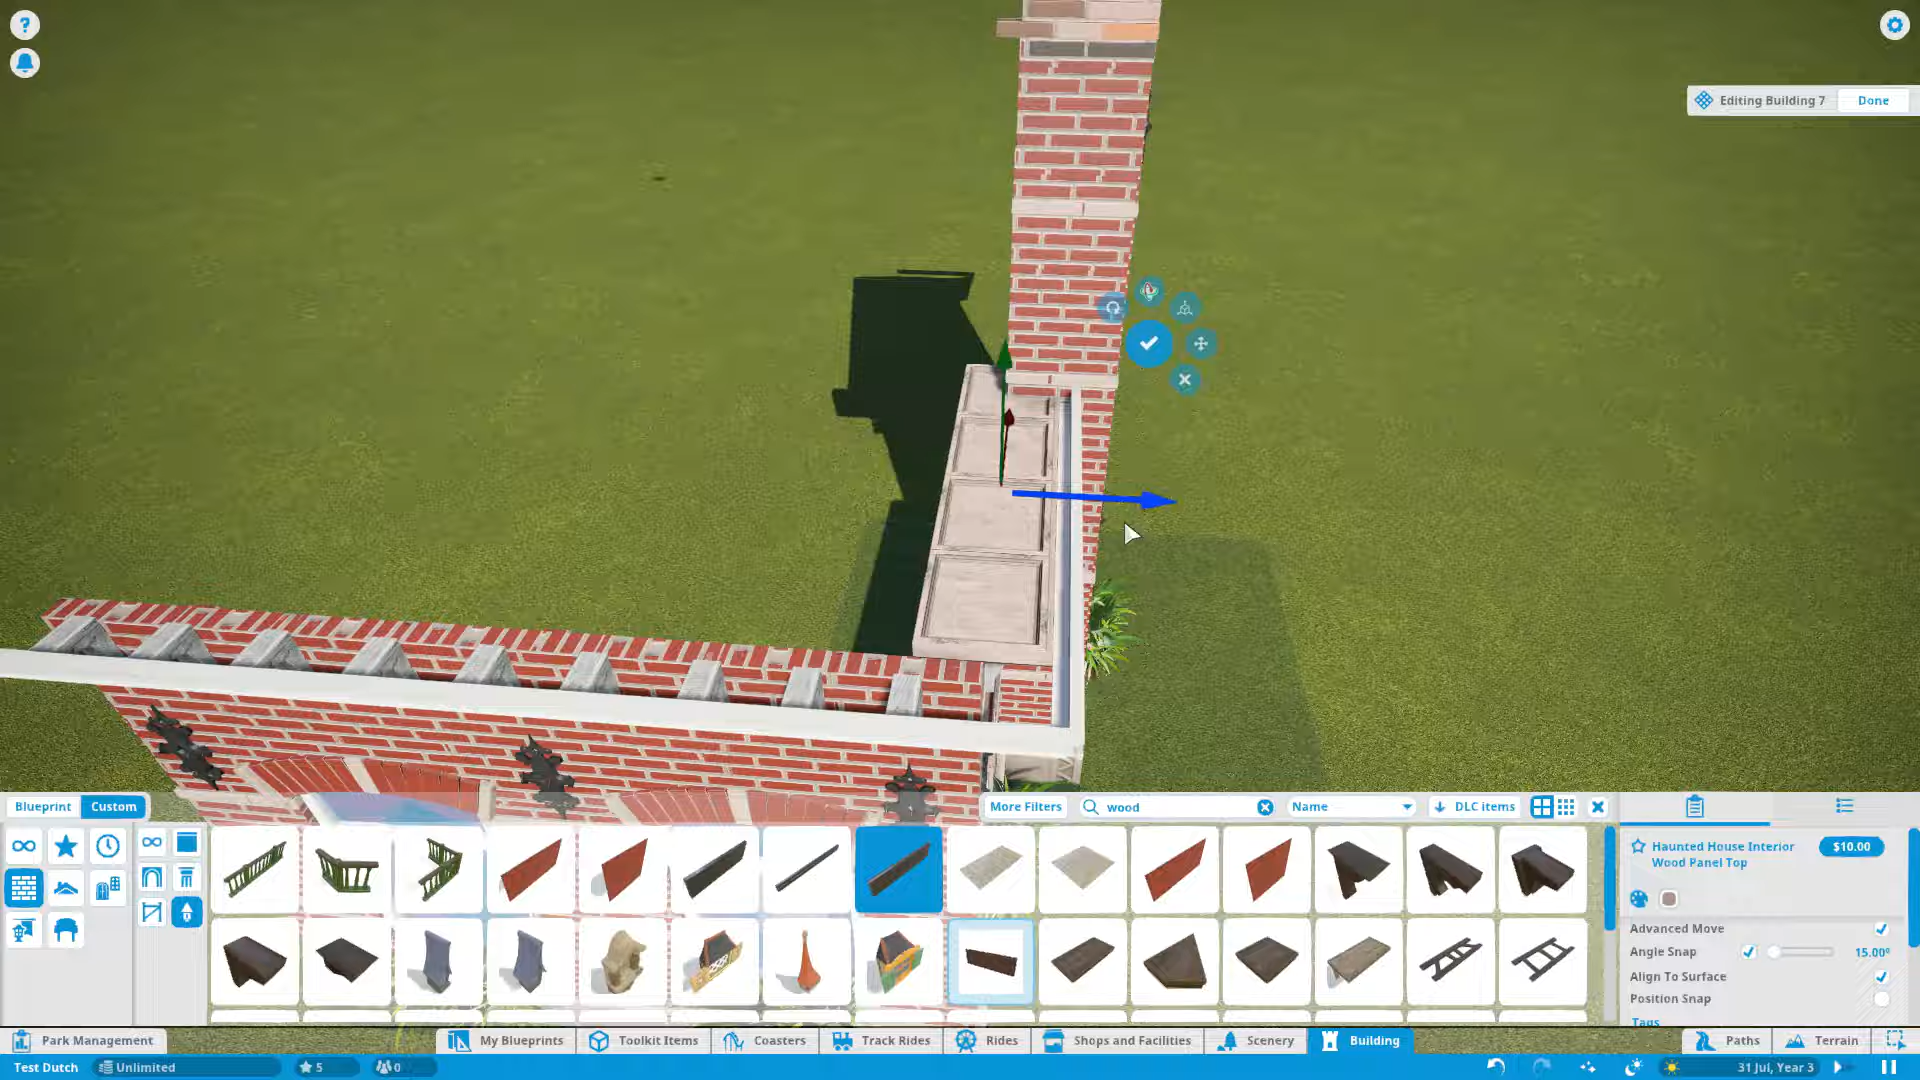 ?
Editing Building 7
Done
Blueprint
Custom
More Filters
wood
Name
DLC items
Haunted House Interior
Wood Panel Top
$10.00
Advanced Move
Angle Snap
15.00°
Align To Surface
Position Snap
Tags
Park Management
My Blueprints
Toolkit Items
Coasters
Track Rides
Rides
Shops and Facilities
Scenery
Building
Paths
Terrain
Test Dutch
Unlimited
5
0
31 Jul, Year 3